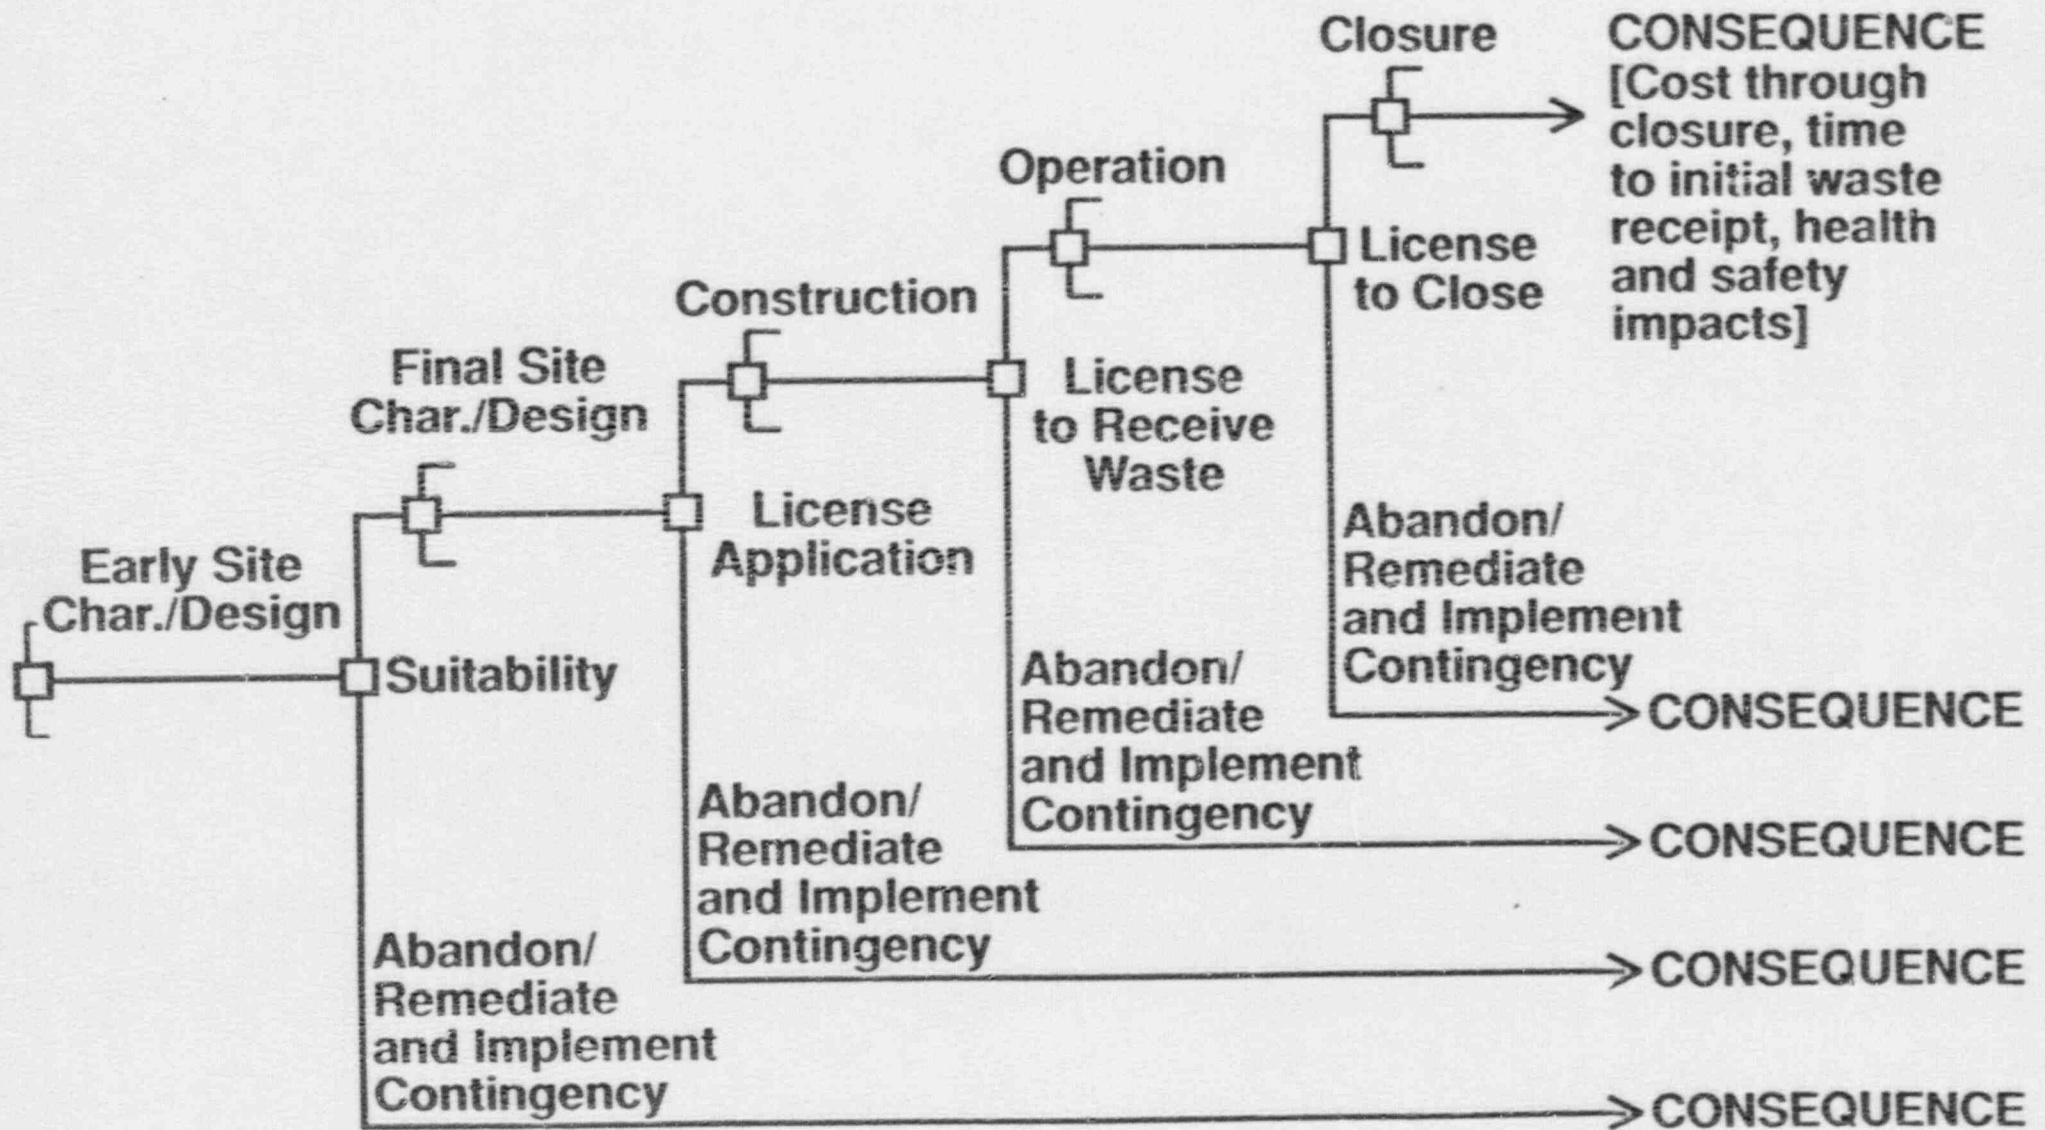 Closure
CONSEQUENCE
[Cost through
closure, time
to initial waste
receipt, health
and safety
impacts]
Operation
License
to Close
Construction
License
to Receive
Waste
Final Site
Char./Design
License
Application
Early Site
Char./Design
Suitability
Abandon/
Remediate
and Implement
Contingency
CONSEQUENCE
Abandon/
Remediate
and Implement
Contingency
CONSEQUENCE
Abandon/
Remediate
and Implement
Contingency
CONSEQUENCE
Abandon/
Remediate
and Implement
Contingency
CONSEQUENCE